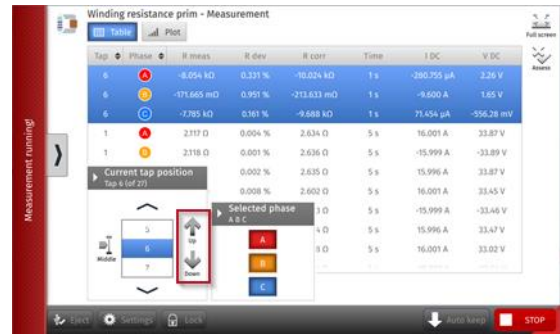 Winding resistance prim - Measurement
Table Plot
Full screen
Assess
Tap Phase R meas R dev R corr Time I DC V DC
6 A -8.054 kΩ 0.331 % -10.024 kΩ 1 s -280.755 µA 2.26 V
6 B -171.665 mΩ 0.951 % -213.633 mΩ 1 s -9.600 A 1.65 V
6 C -7.785 kΩ 0.161 % -9.688 kΩ 1 s 71.454 µA -556.28 mV
1 A 2.117 Ω 0.004 % 2.634 Ω 5 s 16.001 A 33.87 V
1 B 2.118 Ω 0.001 % 2.636 Ω 5 s -15.999 A -33.89 V
0.002 % 2.635 Ω 5 s 15.996 A 33.87 V
0.008 % 2.602 Ω 5 s 16.001 A 33.45 V
5 s -15.999 A -33.46 V
5 s 15.996 A 33.47 V
5 s 16.001 A 33.02 V
Measurement running!
Current tap position
Tap 6 (of 27)
5
6
7
Middle
Up
Down
Selected phase
A B C
A
B
C
Eject Settings Lock Auto keep STOP